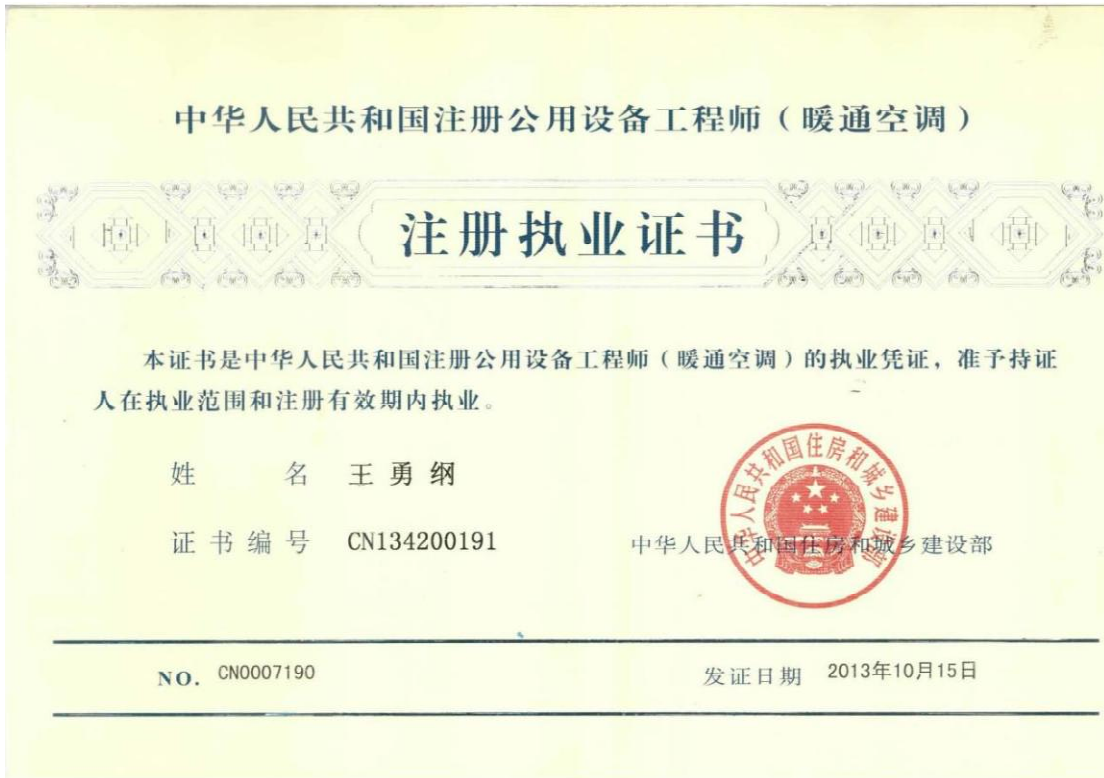 中华人民共和国注册公用设备工程师（暖通空调）
注册执业证书
本证书是中华人民共和国注册公用设备工程师（暖通空调）的执业凭证，准予持证
人在执业范围和注册有效期内执业。
姓 名 王勇纲
证书编号 CN134200191
中华人民共和国住房和城乡建设部
中华人民共和国住房和城乡建设部
NO. CN0007190
发证日期 2013年10月15日